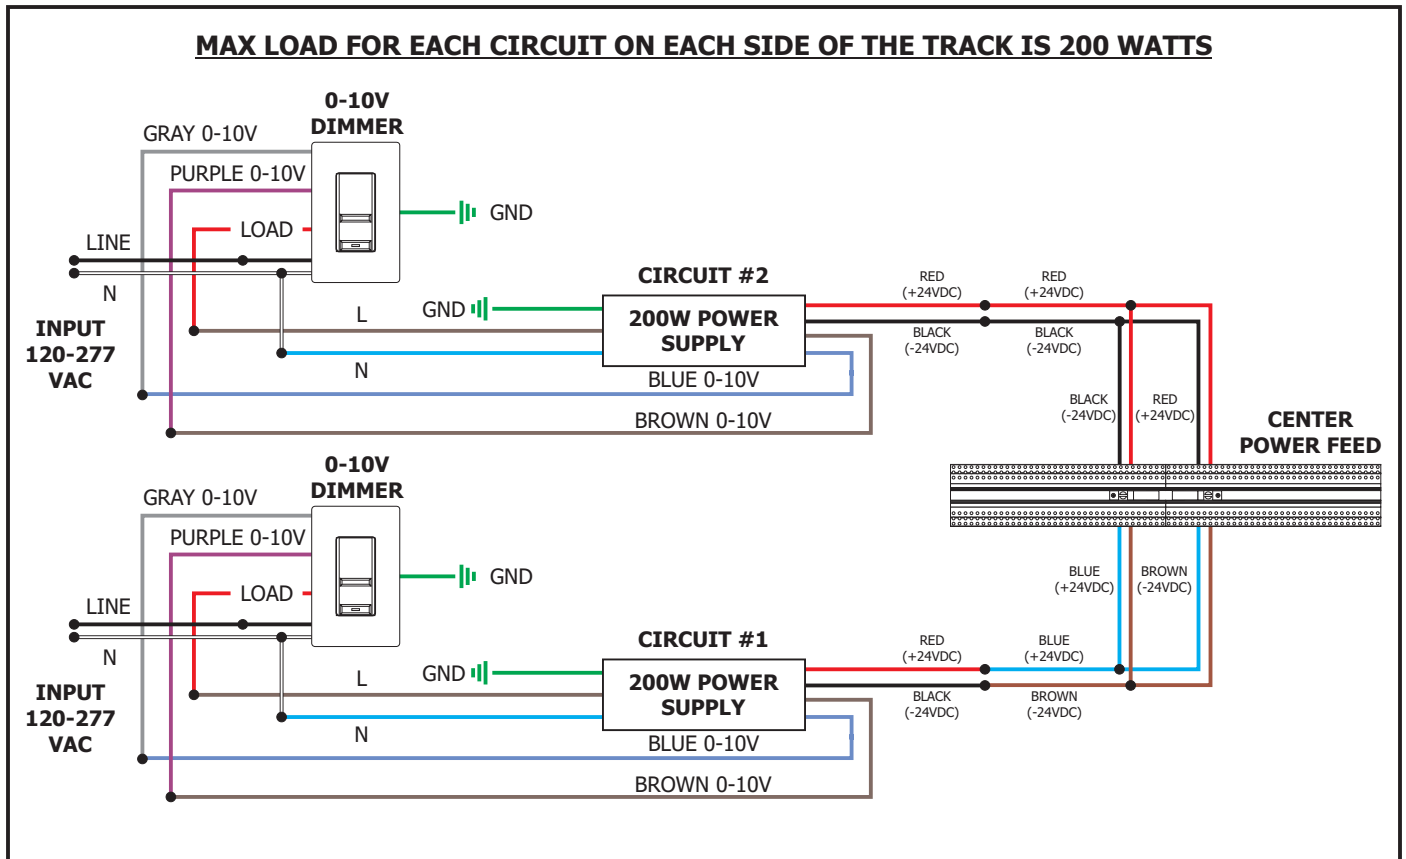 MAX LOAD FOR EACH CIRCUIT ON EACH SIDE OF THE TRACK IS 200 WATTS
0-10V
DIMMER
GRAY 0-10V
PURPLE 0-10V
LOAD
LINE
N
INPUT
120-277
VAC
GND
GND
L
N
CIRCUIT #2
200W POWER
SUPPLY
BLUE 0-10V
BROWN 0-10V
RED
(+24VDC)
RED
(+24VDC)
BLACK
(-24VDC)
BLACK
(-24VDC)
BLACK
(-24VDC)
RED
(+24VDC)
CENTER
POWER FEED
0-10V
DIMMER
GRAY 0-10V
PURPLE 0-10V
LOAD
LINE
N
INPUT
120-277
VAC
GND
GND
L
N
CIRCUIT #1
200W POWER
SUPPLY
BLUE 0-10V
BROWN 0-10V
BLUE
(+24VDC)
BROWN
(-24VDC)
RED
(+24VDC)
BLUE
(+24VDC)
BLACK
(-24VDC)
BROWN
(-24VDC)